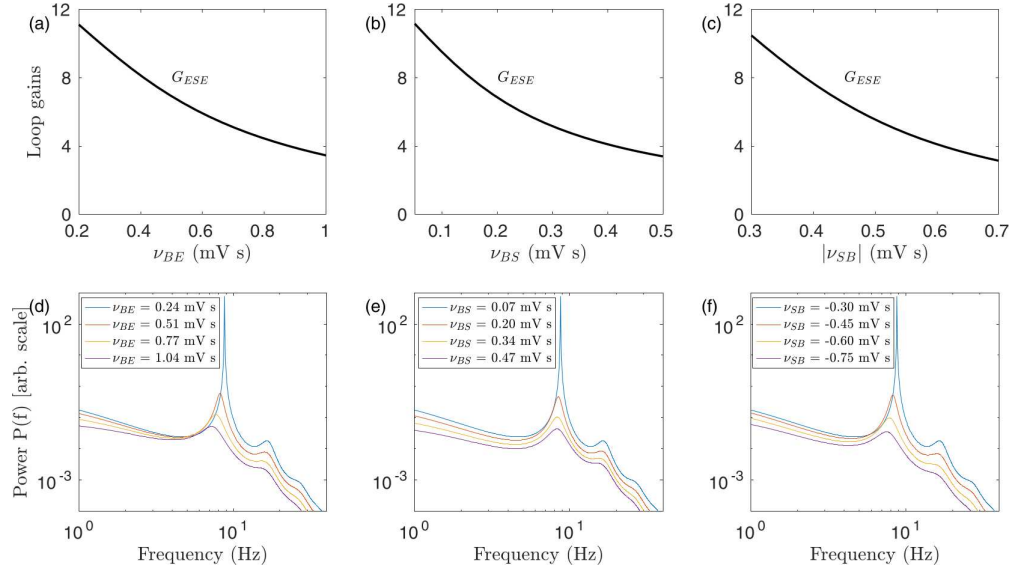 (a)
12
8
4
0
Loop gains
G_ESE
0.2 0.4 0.6 0.8 1
ν_BE (mV s)
(b)
12
8
4
0
G_ESE
0.1 0.2 0.3 0.4 0.5
ν_BS (mV s)
(c)
12
8
4
0
G_ESE
0.3 0.4 0.5 0.6 0.7
|ν_SB| (mV s)
(d)
ν_BE = 0.24 mV s
ν_BE = 0.51 mV s
ν_BE = 0.77 mV s
ν_BE = 1.04 mV s
10^2
10^-3
Power P(f) [arb. scale]
10^0 10^1
Frequency (Hz)
(e)
ν_BS = 0.07 mV s
ν_BS = 0.20 mV s
ν_BS = 0.34 mV s
ν_BS = 0.47 mV s
10^2
10^-3
10^0 10^1
Frequency (Hz)
(f)
ν_SB = -0.30 mV s
ν_SB = -0.45 mV s
ν_SB = -0.60 mV s
ν_SB = -0.75 mV s
10^2
10^-3
10^0 10^1
Frequency (Hz)